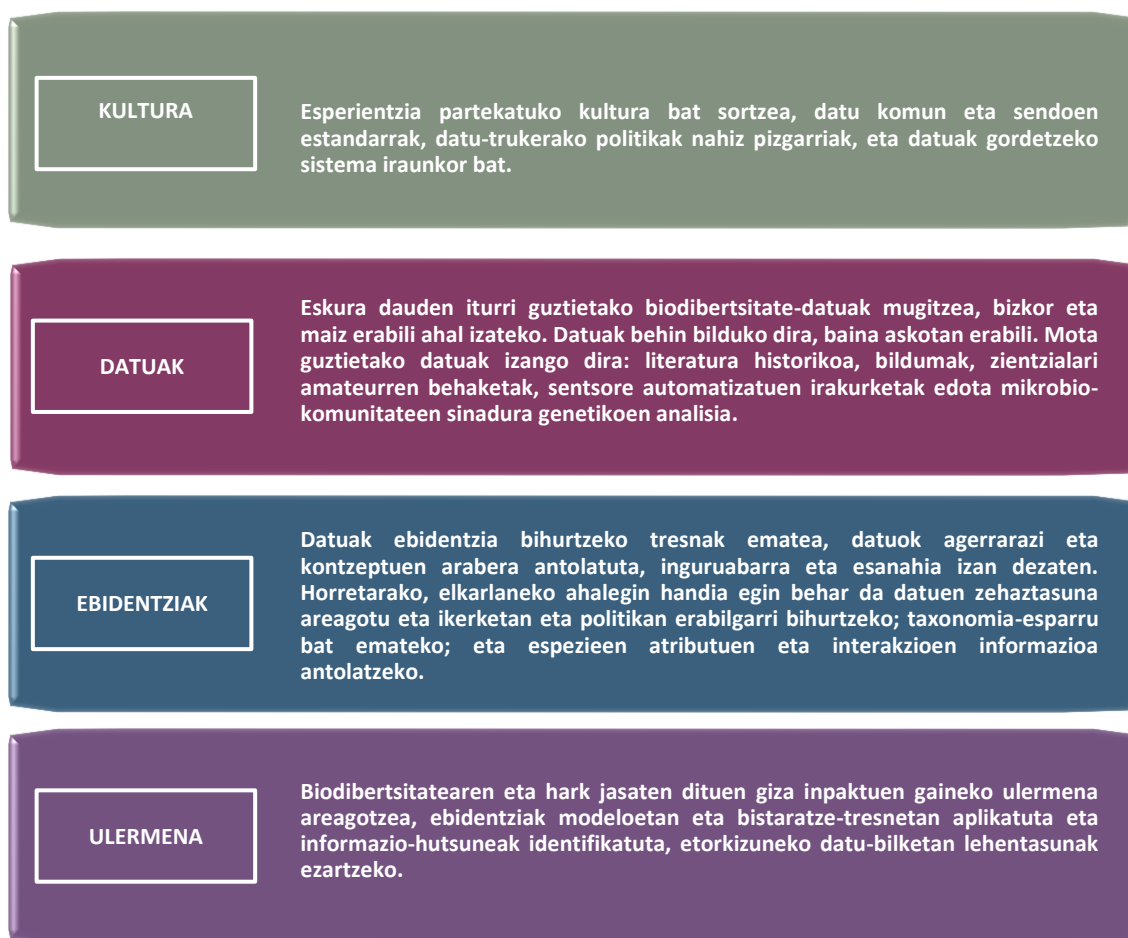 KULTURA
Esperientzia partekatuko kultura bat sortzea, datu komun eta sendoen
estandarrak, datu-trukerako politikak nahiz pizgarriak, eta datuak gordetzeko
sistema iraunkor bat.
DATUAK
Eskura dauden iturri guztietako biodibertsitate-datuak mugitzea, bizkor eta
maiz erabili ahal izateko. Datuak behin bilduko dira, baina askotan erabili. Mota
guztietako datuak izango dira: literatura historikoa, bildumak, zientzialari
amateurren behaketak, sentsore automatizatuen irakurketak edota mikrobio-
komunitateen sinadura genetikoen analisia.
EBIDENTZIAK
Datuak ebidentzia bihurtzeko tresnak ematea, datuok agerrarazi eta
kontzeptuen arabera antolatuta, inguruabarra eta esanahia izan dezaten.
Horretarako, elkarlaneko ahalegin handia egin behar da datuen zehaztasuna
areagotu eta ikerketan eta politikan erabilgarri bihurtzeko; taxonomia-esparru
bat emateko; eta espezieen atributuen eta interakzioen informazioa
antolatzeko.
ULERMENA
Biodibertsitatearen eta hark jasaten dituen giza inpaktuen gaineko ulermena
areagotzea, ebidentziak modeloetan eta bistaratze-tresnetan aplikatuta eta
informazio-hutsuneak identifikatuta, etorkizuneko datu-bilketan lehentasunak
ezartzeko.